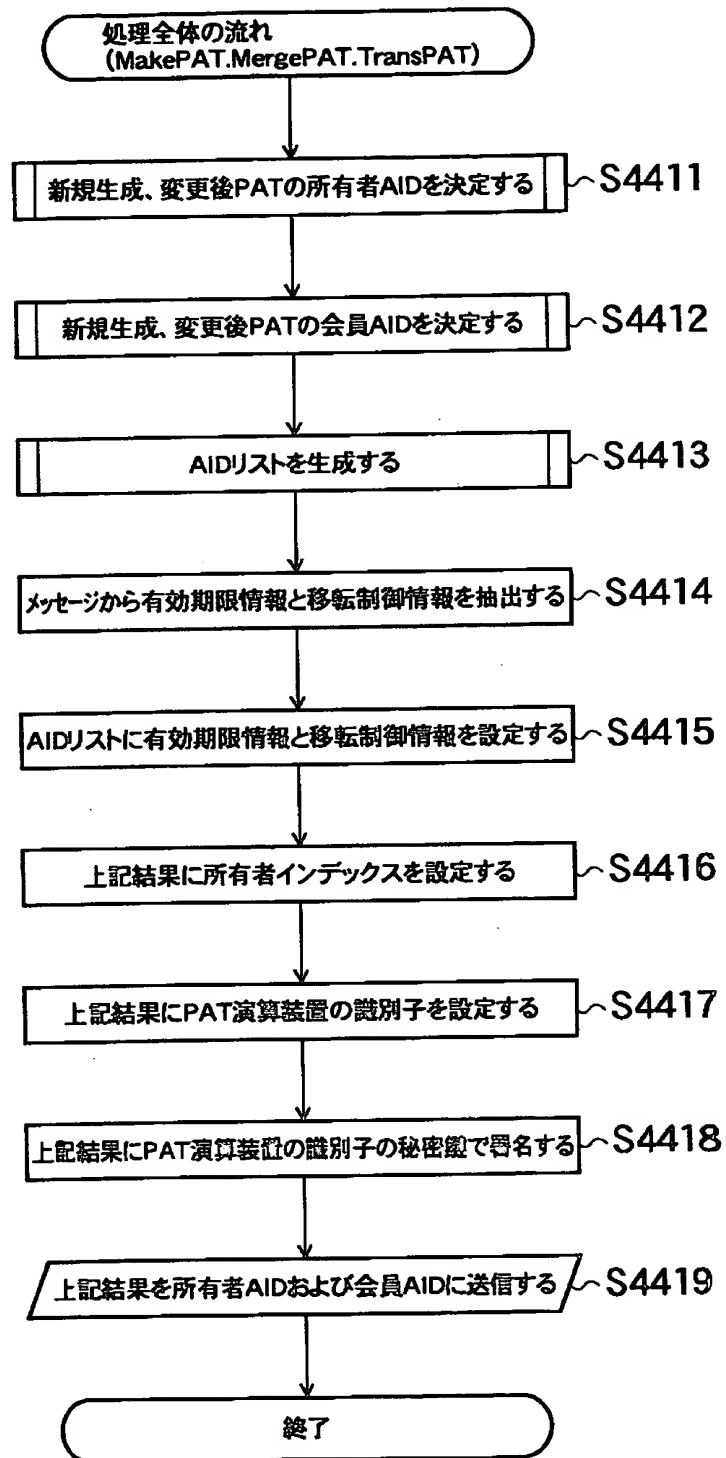 処理全体の流れ
(MakePAT.MergePAT.TransPAT)
新規生成、変更後PATの所有者AIDを決定する
S4411
新規生成、変更後PATの会員AIDを決定する
S4412
AIDリストを生成する
S4413
メッセージから有効期限情報と移転制御情報を抽出する
S4414
AIDリストに有効期限情報と移転制御情報を設定する
S4415
上記結果に所有者インデックスを設定する
S4416
上記結果にPAT演算装置の識別子を設定する
S4417
上記結果にPAT演算装置の識別子の秘密鍵で署名する
S4418
上記結果を所有者AIDおよび会員AIDに送信する
S4419
終了